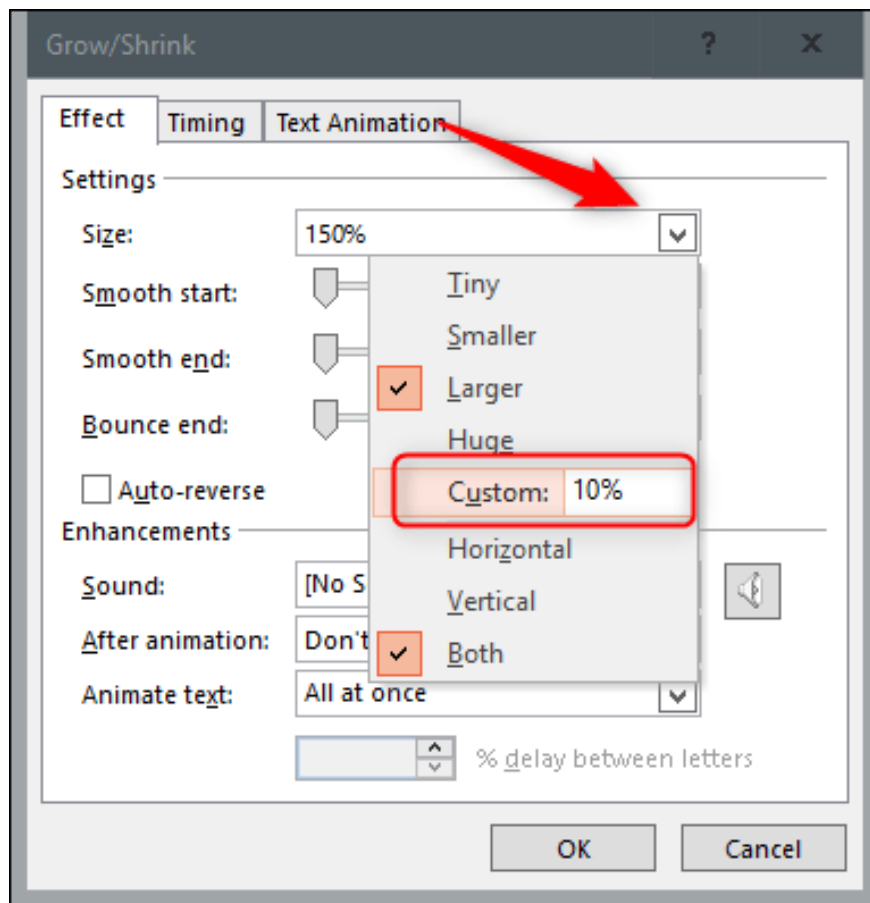 Grow/Shrink ? X
Effect Timing Text Animation
Settings
Size: 150%
Tiny
Smooth start:
Smaller
Smooth end:
Larger
Bounce end:
Huge
Auto-reverse
Custom: 10%
Enhancements
Horizontal
Sound: [No S
Vertical
After animation: Don't
Both
Animate text: All at once
% delay between letters
OK Cancel